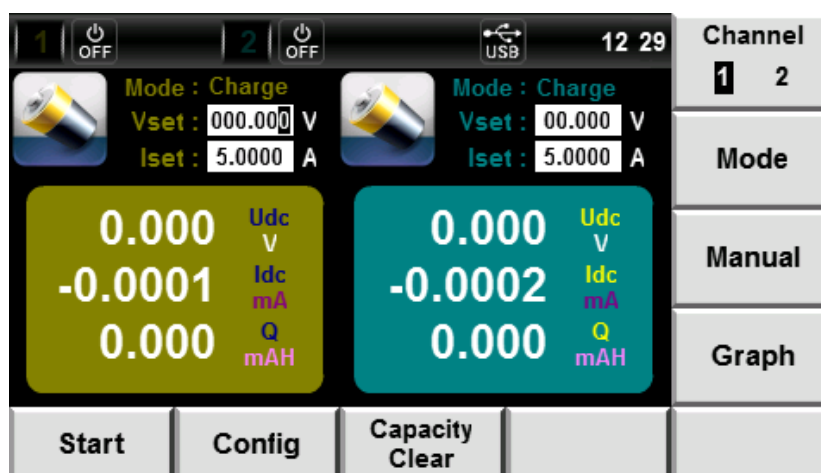 1 OFF 2 OFF USB 12 29
Channel
1 2
Mode : Charge
Vset : 000.000 V
Iset : 5.0000 A
Mode : Charge
Vset : 00.000 V
Iset : 5.0000 A
Mode
0.000 Udc V
-0.0001 Idc mA
0.000 Q mAH
0.000 Udc V
-0.0002 Idc mA
0.000 Q mAH
Manual
Graph
Start
Config
Capacity
Clear